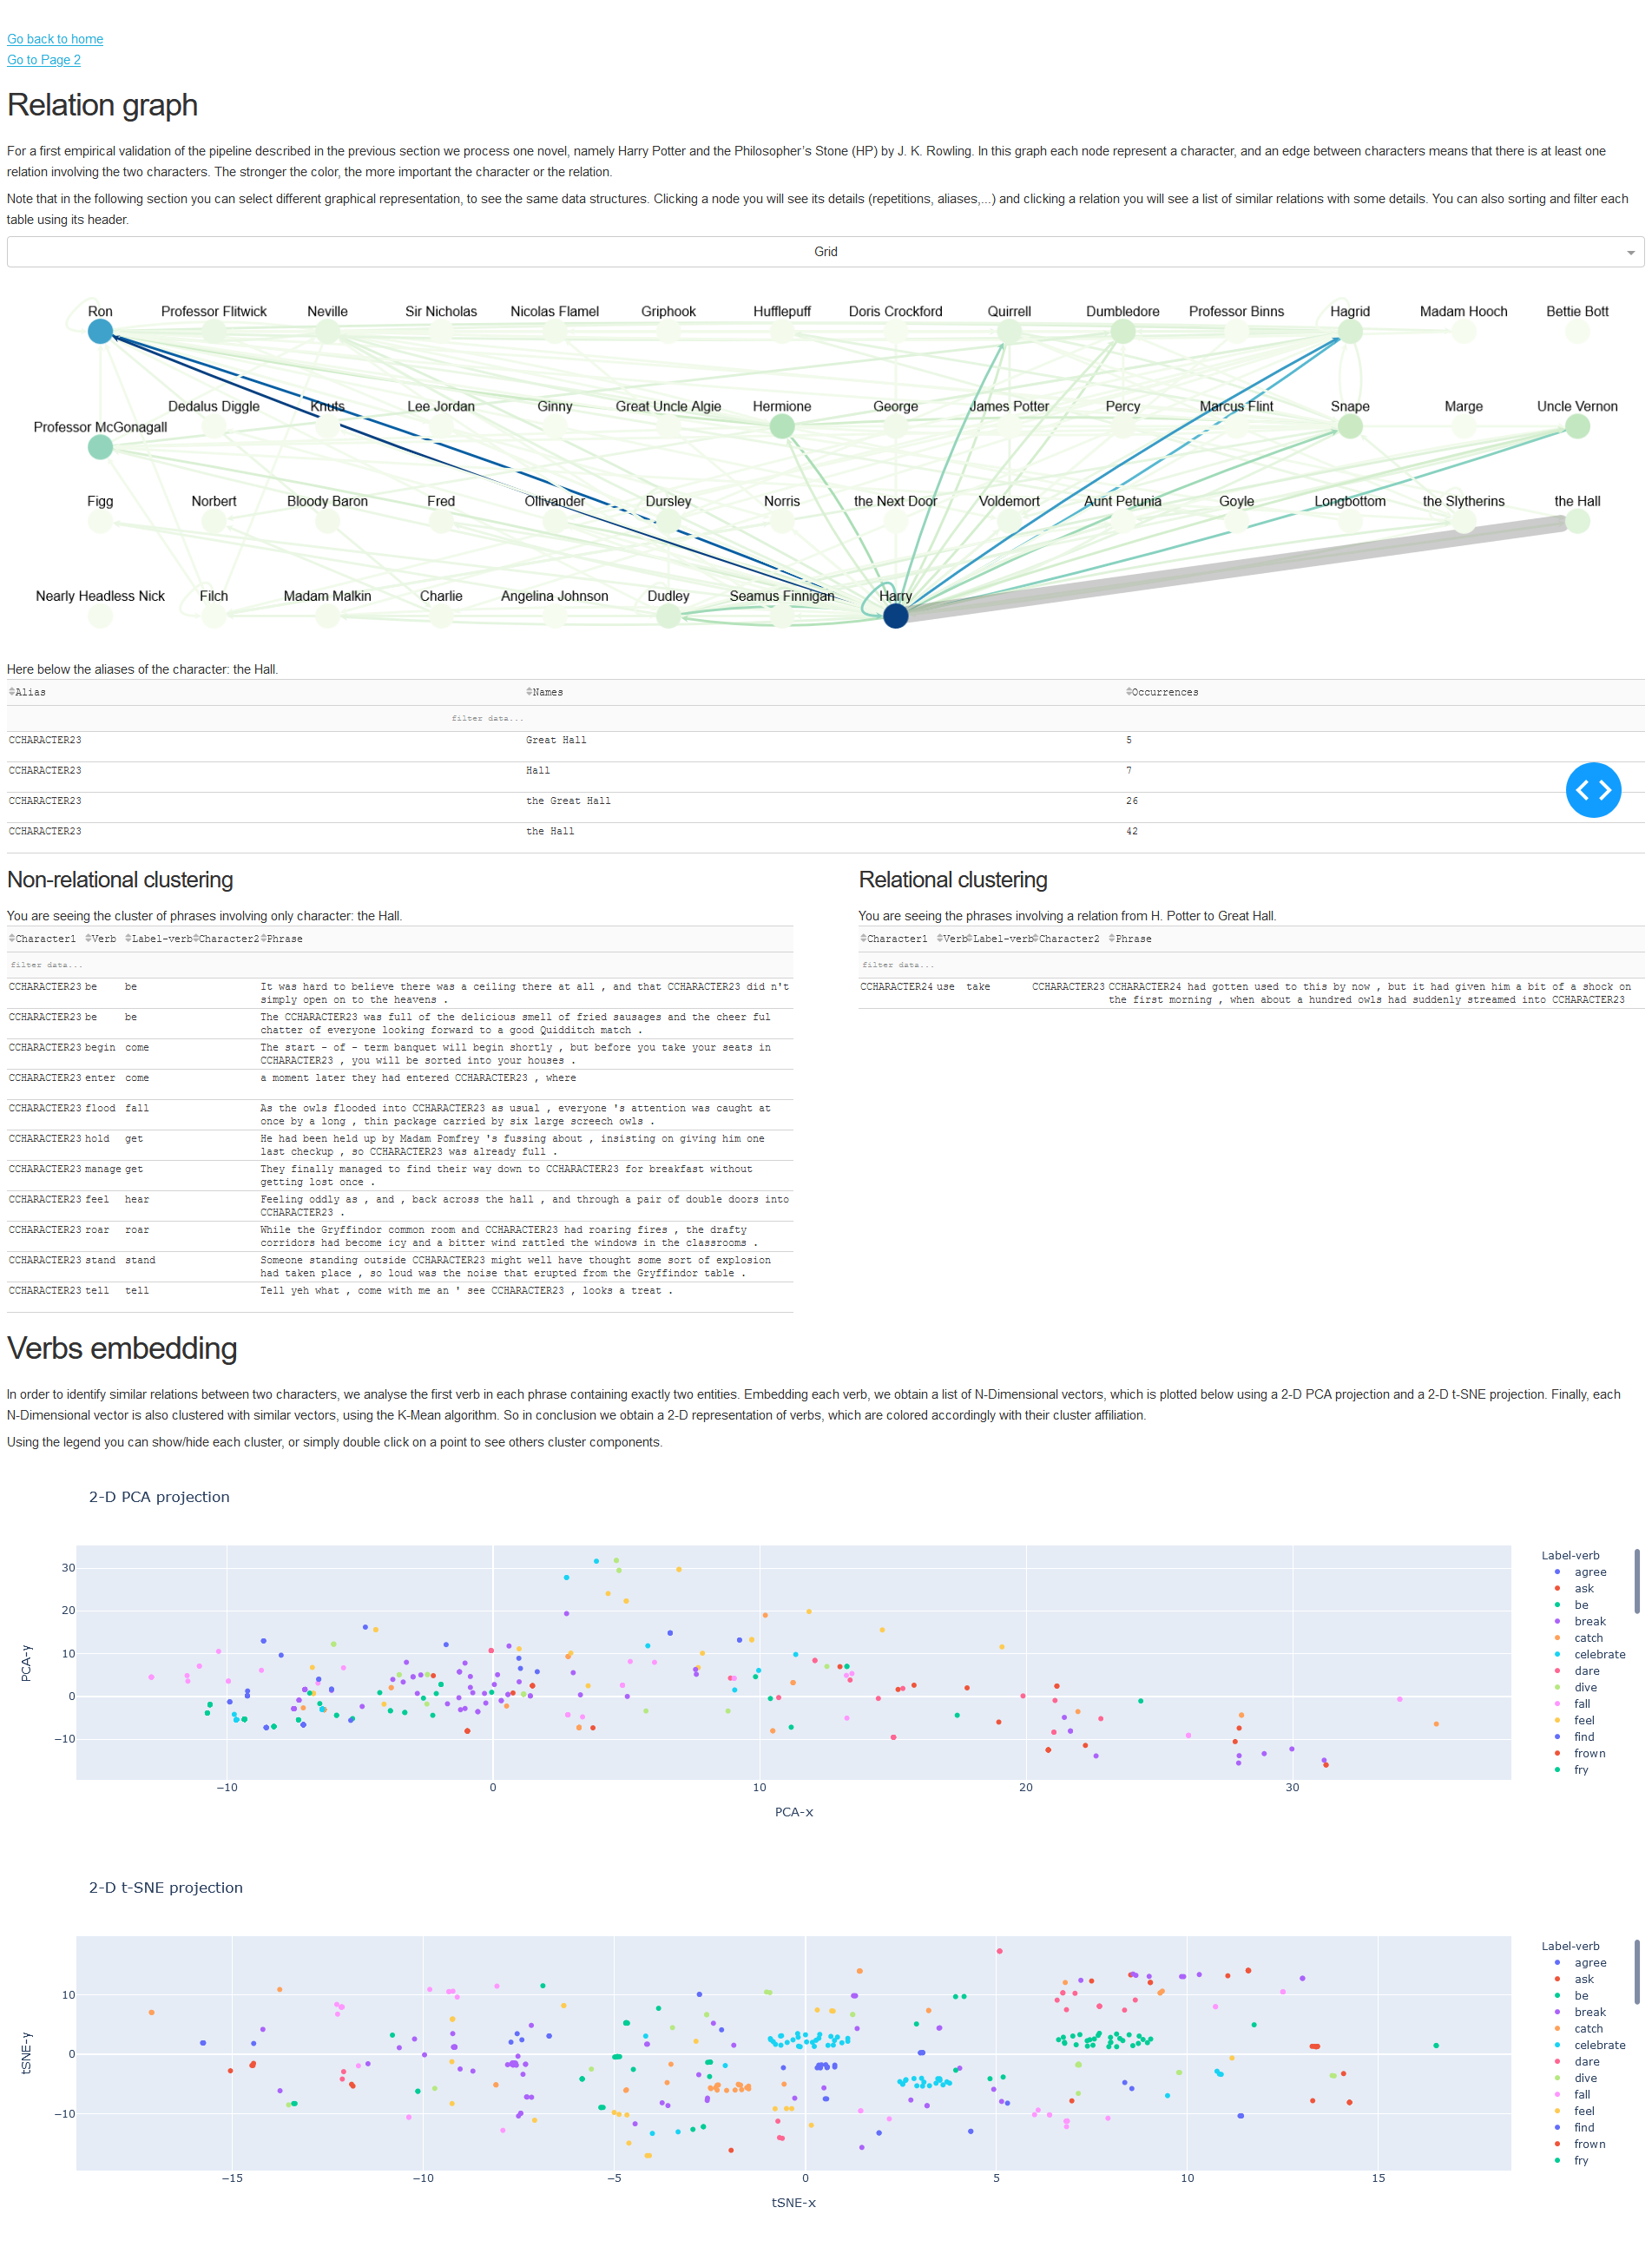 Go back to home
Go to Page 2
Relation graph
For a first empirical validation of the pipeline described in the previous section we process one novel, namely Harry Potter and the Philosopher's Stone (HP) by J. K. Rowling. In this graph each node represent a character, and an edge between characters means that there is at least one
relation involving the two characters. The stronger the color, the more important the character or the relation.
Note that in the following section you can select different graphical representation, to see the same data structures. Clicking a node you will see its details (repetitions, aliases,...) and clicking a relation you will see a list of similar relations with some details. You can also sorting and filter each
table using its header.
Grid
Ron Professor Flitwick Neville Sir Nicholas Nicolas Flamel Griphook Hufflepuff Doris Crockford Quirrell Dumbledore Professor Binns Hagrid Madam Hooch Bettie Bott
Dedalus Diggle Knuts Lee Jordan Ginny Great Uncle Algie Hermione George James Potter Percy Marcus Flint Snape Marge Uncle Vernon
Professor McGonagall
Figg Norbert Bloody Baron Fred Ollivander Dursley Norris the Next Door Voldemort Aunt Petunia Goyle Longbottom the Slytherins the Hall
Nearly Headless Nick Filch Madam Malkin Charlie Angelina Johnson Dudley Seamus Finnigan Harry
Here below the aliases of the character: the Hall.
Alias Names Occurrences
filter data...
CCHARACTER23 Great Hall 5
CCHARACTER23 Hall 7
CCHARACTER23 the Great Hall 26
CCHARACTER23 the Hall 42
Non-relational clustering
You are seeing the cluster of phrases involving only character: the Hall.
Character1 Verb Label-verb Character2 Phrase
filter data...
CCHARACTER23 be be It was hard to believe there was a ceiling there at all , and that CCHARACTER23 did n't
simply open on to the heavens .
CCHARACTER23 be be The CCHARACTER23 was full of the delicious smell of fried sausages and the cheer ful
chatter of everyone looking forward to a good Quidditch match .
CCHARACTER23 begin come The start - of - term banquet will begin shortly , but before you take your seats in
CCHARACTER23 , you will be sorted into your houses .
CCHARACTER23 enter come a moment later they had entered CCHARACTER23 , where
CCHARACTER23 flood fall As the owls flooded into CCHARACTER23 as usual , everyone 's attention was caught at
once by a long , thin package carried by six large screech owls .
CCHARACTER23 hold get He had been held up by Madam Pomfrey 's fussing about , insisting on giving him one
last checkup , so CCHARACTER23 was already full .
CCHARACTER23 manage get They finally managed to find their way down to CCHARACTER23 for breakfast without
getting lost once .
CCHARACTER23 feel hear Feeling oddly as , and , back across the hall , and through a pair of double doors into
CCHARACTER23 .
CCHARACTER23 roar roar While the Gryffindor common room and CCHARACTER23 had roaring fires , the drafty
corridors had become icy and a bitter wind rattled the windows in the classrooms .
CCHARACTER23 stand stand Someone standing outside CCHARACTER23 might well have thought some sort of explosion
had taken place , so loud was the noise that erupted from the Gryffindor table .
CCHARACTER23 tell tell Tell yeh what , come with me an ' see CCHARACTER23 , looks a treat .
Relational clustering
You are seeing the phrases involving a relation from H. Potter to Great Hall.
Character1 Verb Label-verb Character2 Phrase
filter data...
CCHARACTER24 use take CCHARACTER23 CCHARACTER24 had gotten used to this by now , but it had given him a bit of a shock on
the first morning , when about a hundred owls had suddenly streamed into CCHARACTER23
Verbs embedding
In order to identify similar relations between two characters, we analyse the first verb in each phrase containing exactly two entities. Embedding each verb, we obtain a list of N-Dimensional vectors, which is plotted below using a 2-D PCA projection and a 2-D t-SNE projection. Finally, each
N-Dimensional vector is also clustered with similar vectors, using the K-Mean algorithm. So in conclusion we obtain a 2-D representation of verbs, which are colored accordingly with their cluster affiliation.
Using the legend you can show/hide each cluster, or simply double click on a point to see others cluster components.
2-D PCA projection
PCA-y
30
20
10
0
−10
−10 0 10 20 30
PCA-x
Label-verb
agree
ask
be
break
catch
celebrate
dare
dive
fall
feel
find
frown
fry
2-D t-SNE projection
tSNE-y
10
0
−10
−15 −10 −5 0 5 10 15
tSNE-x
Label-verb
agree
ask
be
break
catch
celebrate
dare
dive
fall
feel
find
frown
fry